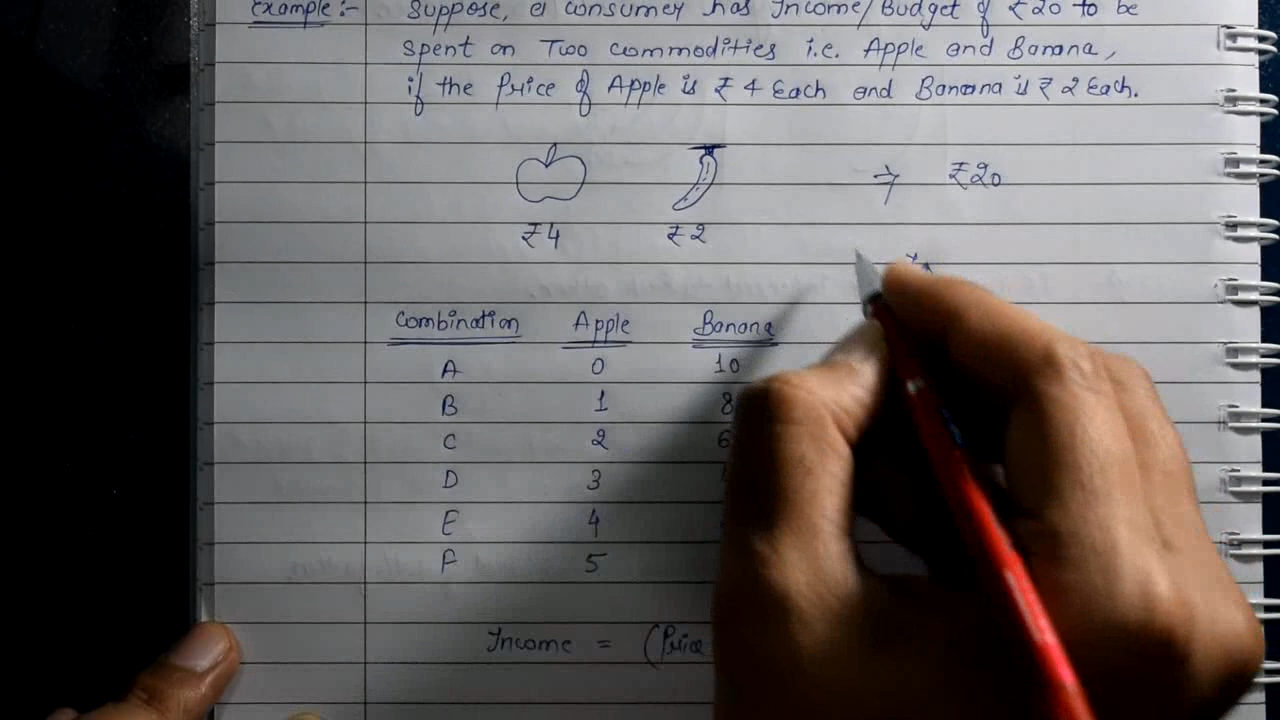 Example:- Suppose, a consumer has Income/Budget of ₹20 to be
spent on Two commodities i.e. Apple and Banana,
if the Price of Apple is ₹4 Each and Banana is ₹2 Each.
⇒ ₹20
₹4 ₹2
Combination Apple Banana
A 0 10
B 1 8
C 2 6
D 3
E 4
F 5
Income = (Price